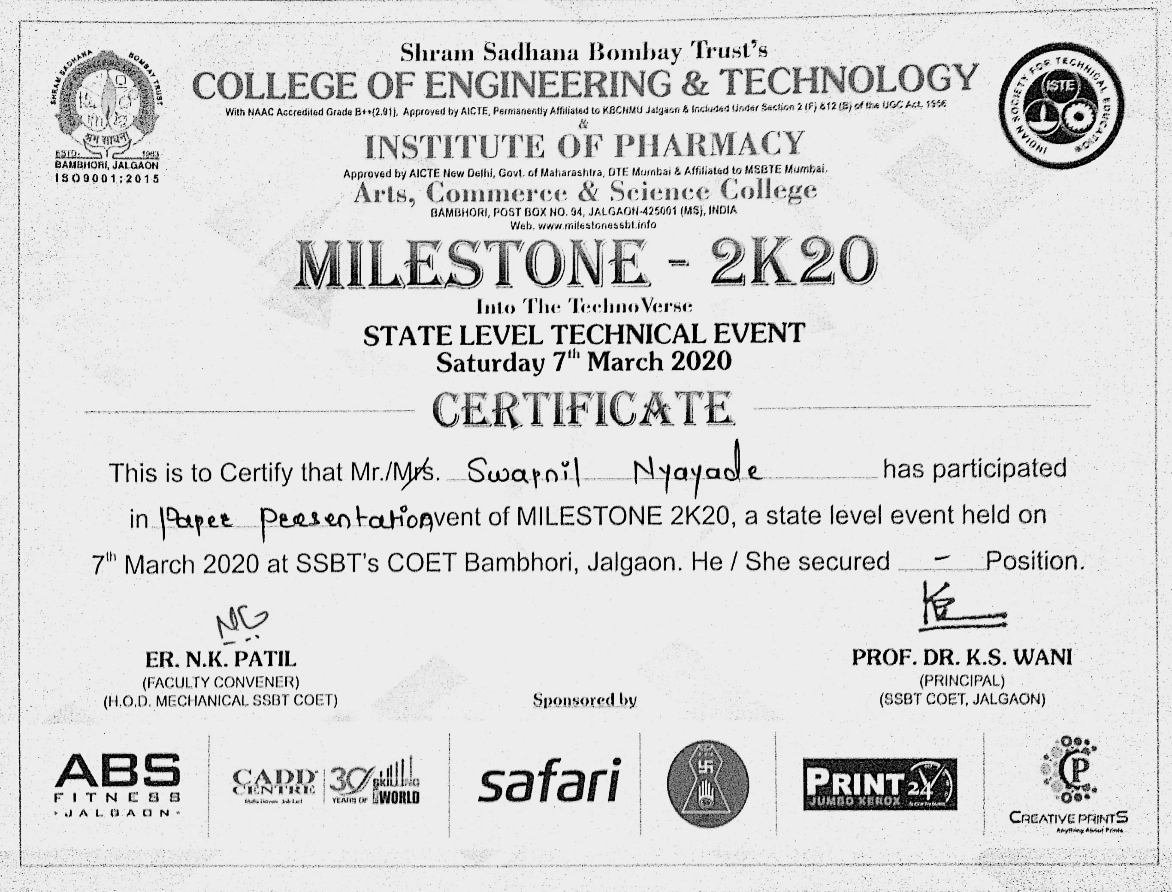 Shram Sadhana Bombay Trust's
COLLEGE OF ENGINEERING & TECHNOLOGY
With NAAC Accredited Grade B++(2.91), Approved by AICTE, Permanently Affiliated to KBCNMU Jalgaon & Included Under Section 2 (F) &12 (B) of the UGC Act, 1956
&
INSTITUTE OF PHARMACY
Approved by AICTE New Delhi, Govt. of Maharashtra, DTE Mumbai & Affiliated to MSBTE Mumbai.
Arts, Commerce & Science College
BAMBHORI, POST BOX NO. 94, JALGAON-425001 (MS), INDIA
Web. www.milestonessbt.info
SHRAM SADHANA BOMBAY TRUST
श्रम साधना
ESTD. 1983
BAMBHORI, JALGAON
ISO9001:2015
INDIAN SOCIETY FOR TECHNICAL EDUCATION
ISTE
MILESTONE - 2K20
Into The TechnoVerse
STATE LEVEL TECHNICAL EVENT
Saturday 7th March 2020
CERTIFICATE
This is to Certify that Mr./Mrs. Swapnil Nyayade has participated
in Paper Presentation vent of MILESTONE 2K20, a state level event held on
7th March 2020 at SSBT's COET Bambhori, Jalgaon. He / She secured - Position.
ER. N.K. PATIL
(FACULTY CONVENER)
(H.O.D. MECHANICAL SSBT COET)
PROF. DR. K.S. WANI
(PRINCIPAL)
(SSBT COET, JALGAON)
Sponsored by
ABS
FITNESS
·JALGAON·
CADD CENTRE
30 YEARS OF SKILLING WORLD
safari
PRINT 24/7
JUMBO XEROX
CP
CREATIVE PRINTS
Anything About Prints